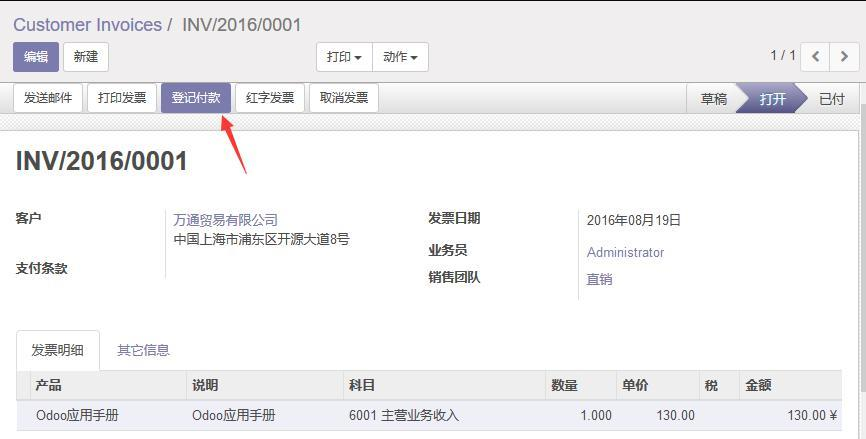 Customer Invoices / INV/2016/0001
编辑 新建 打印 动作 1 / 1
发送邮件 打印发票 登记付款 红字发票 取消发票 草稿 打开 已付
INV/2016/0001
客户 万通贸易有限公司 发票日期 2016年08月19日
中国上海市浦东区开源大道8号
业务员 Administrator
支付条款 销售团队 直销
发票明细 其它信息
产品 说明 科目 数量 单价 税 金额
Odoo应用手册 Odoo应用手册 6001 主营业务收入 1.000 130.00 130.00 ¥